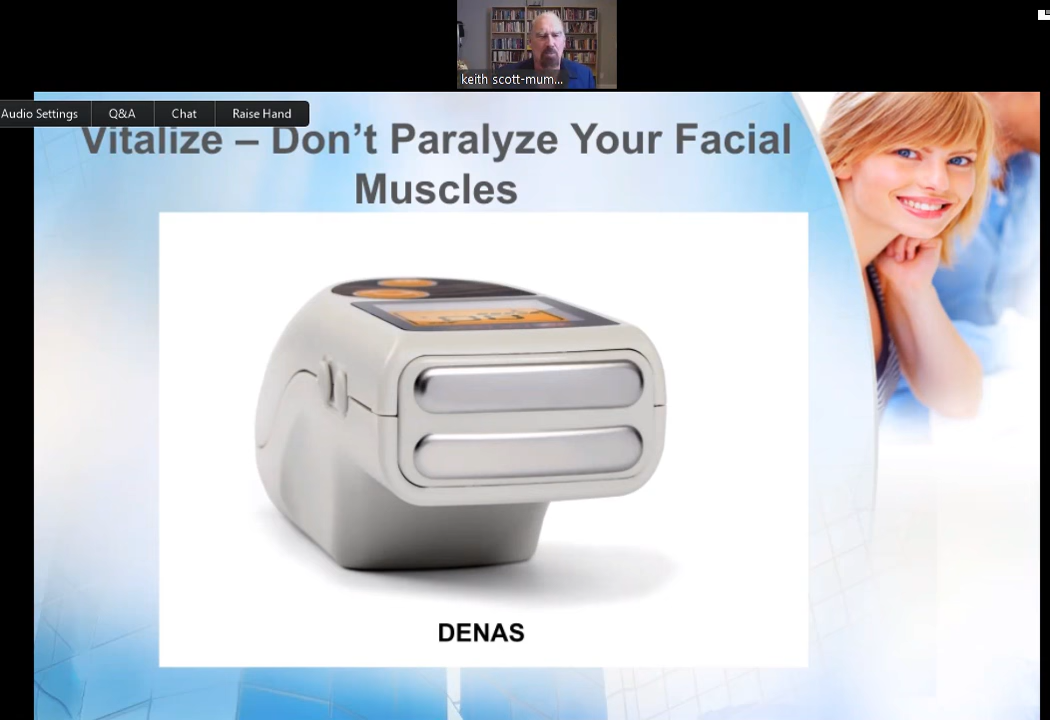 keith scott-mum...
Audio Settings
Q&A
Chat
Raise Hand
Vitalize – Don't Paralyze Your Facial
Muscles
DENAS